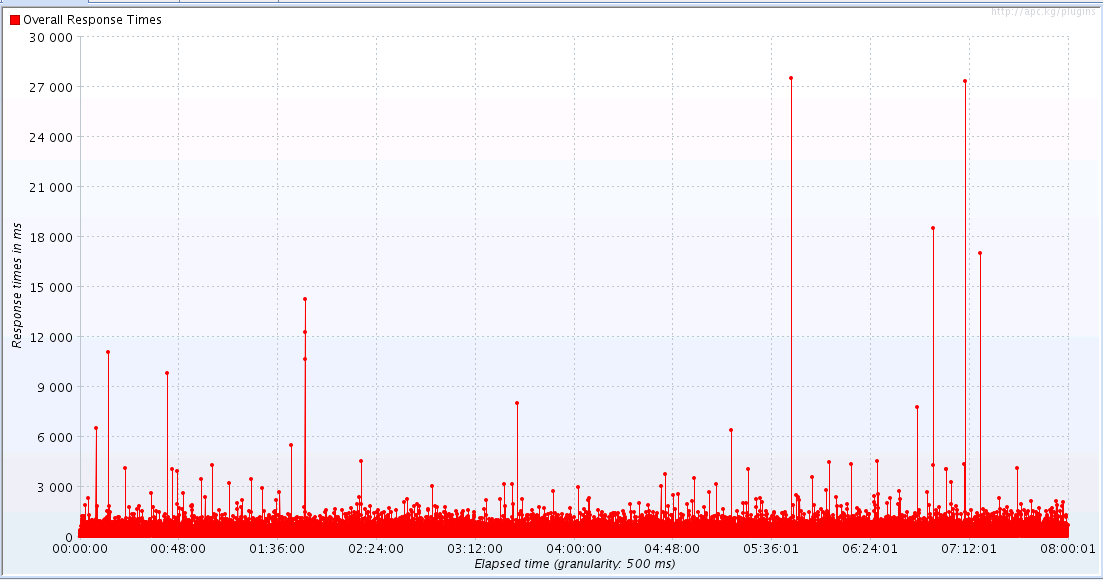 http://apc.kg/plugins
Overall Response Times
30 000
27 000
24 000
21 000
18 000
15 000
12 000
9 000
6 000
3 000
0
Response times in ms
00:00:00 00:48:00 01:36:00 02:24:00 03:12:00 04:00:00 04:48:00 05:36:01 06:24:01 07:12:01 08:00:01
Elapsed time (granularity: 500 ms)